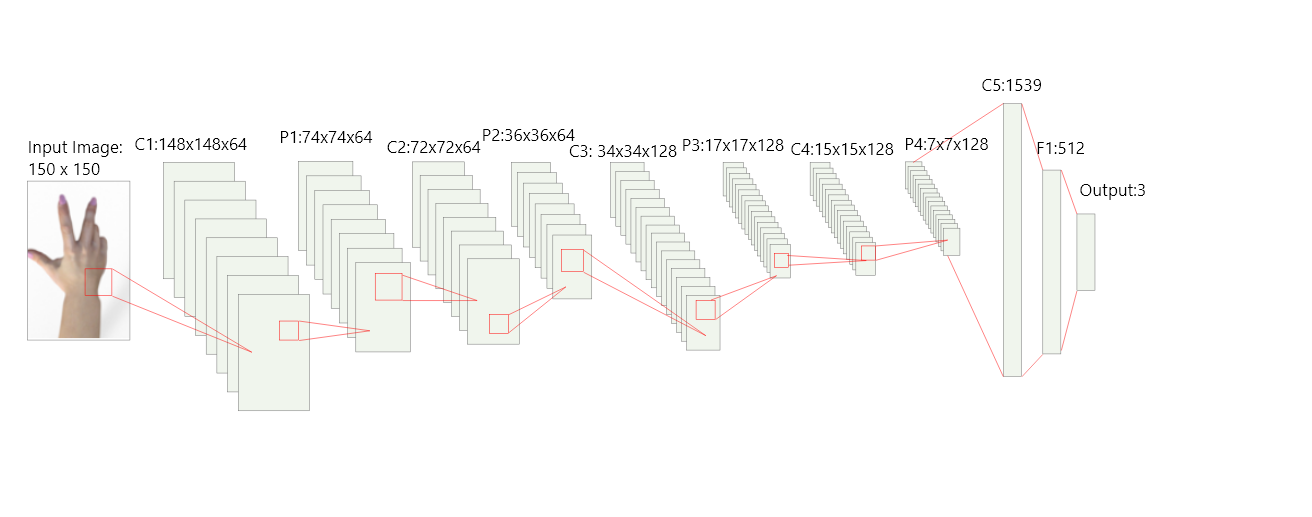 Input Image:
150 x 150
C1:148x148x64
P1:74x74x64
C2:72x72x64
P2:36x36x64
C3: 34x34x128
P3:17x17x128
C4:15x15x128
P4:7x7x128
C5:1539
F1:512
Output:3